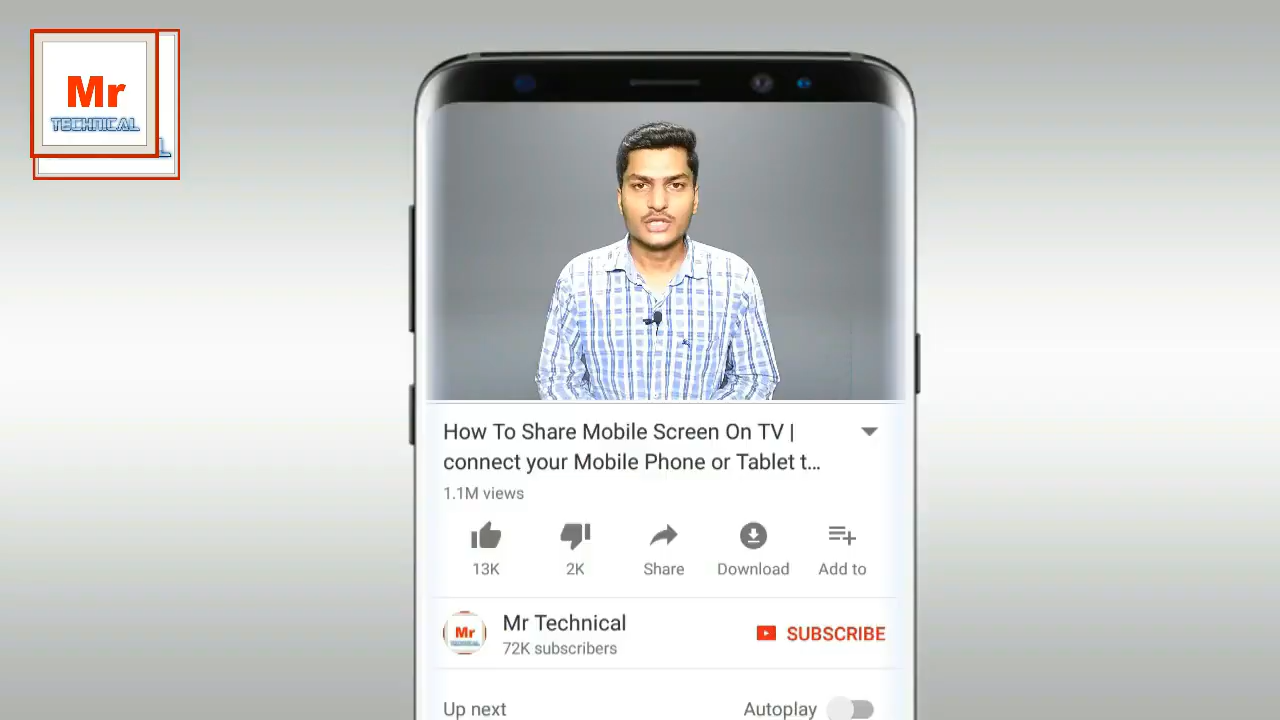 Mr
TECHNICAL
L
How To Share Mobile Screen On TV |
connect your Mobile Phone or Tablet t...
1.1M views
13K
2K
Share
Download
Add to
Mr Technical
Mr
TECHNICAL
72K subscribers
SUBSCRIBE
Up next
Autoplay